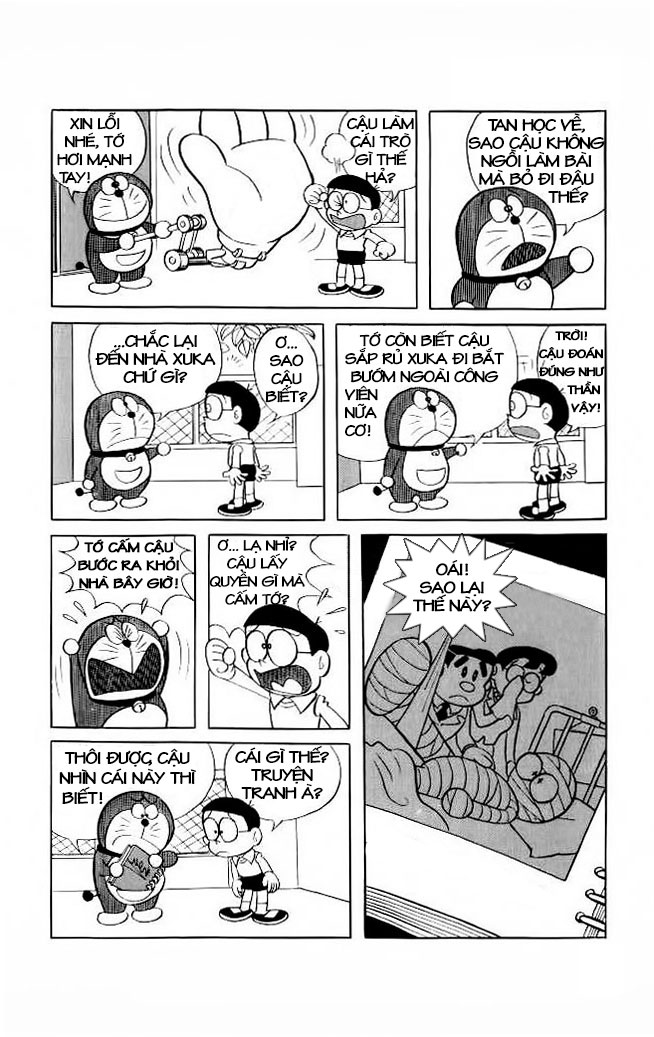 XIN LỖI
NHÉ, TỚ
HƠI MẠNH
TAY!
CẬU LÀM
CÁI TRÒ
GÌ THẾ
HẢ?
TAN HỌC VỀ,
SAO CẬU KHÔNG
NGỒI LÀM BÀI
MÀ BỎ ĐI ĐÂU
THẾ?
...CHẮC LẠI
ĐẾN NHÀ XUKA
CHỨ GÌ?
Ơ...
SAO
CẬU
BIẾT?
TỚ CÒN BIẾT CẬU
SẮP RỦ XUKA ĐI BẮT
BƯỚM NGOÀI CÔNG
VIÊN
NỮA
CƠ!
TRỜI!
CẬU ĐOÁN
ĐÚNG NHƯ
THẦN
VẬY!
TỚ CẤM CẬU
BƯỚC RA KHỎI
NHÀ BÂY GIỜ!
Ơ... LẠ NHỈ?
CẬU LẤY
QUYỀN GÌ MÀ
CẤM TỚ?
THÔI ĐƯỢC, CẬU
NHÌN CÁI NÀY THÌ
BIẾT!
CÁI GÌ THẾ?
TRUYỆN
TRANH À?
OÁI!
SAO LẠI
THẾ NÀY?